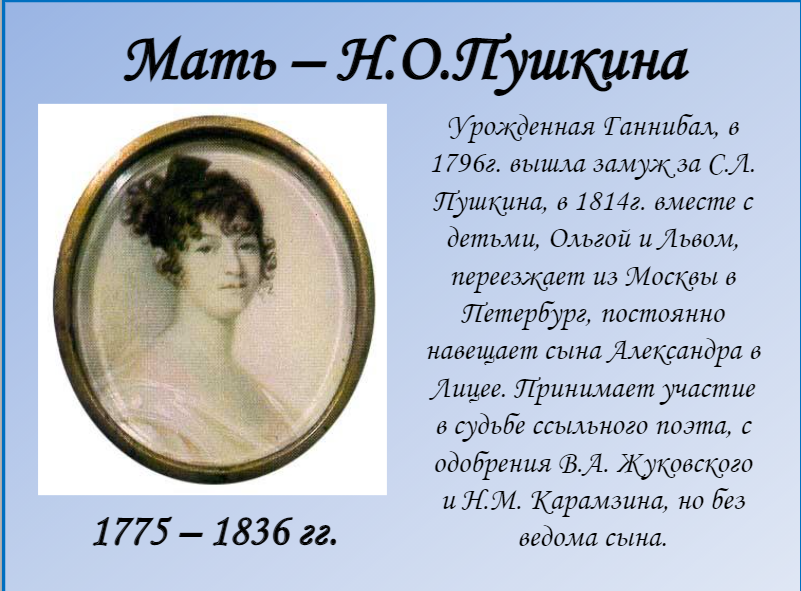 Мать – Н.О.Пушкина
Урожденная Ганнибал, в
1796г. вышла замуж за С.Л.
Пушкина, в 1814г. вместе с
детьми, Ольгой и Львом,
переезжает из Москвы в
Петербург, постоянно
навещает сына Александра в
Лицее. Принимает участие
в судьбе ссыльного поэта, с
одобрения В.А. Жуковского
и Н.М. Карамзина, но без
ведома сына.
1775 – 1836 гг.